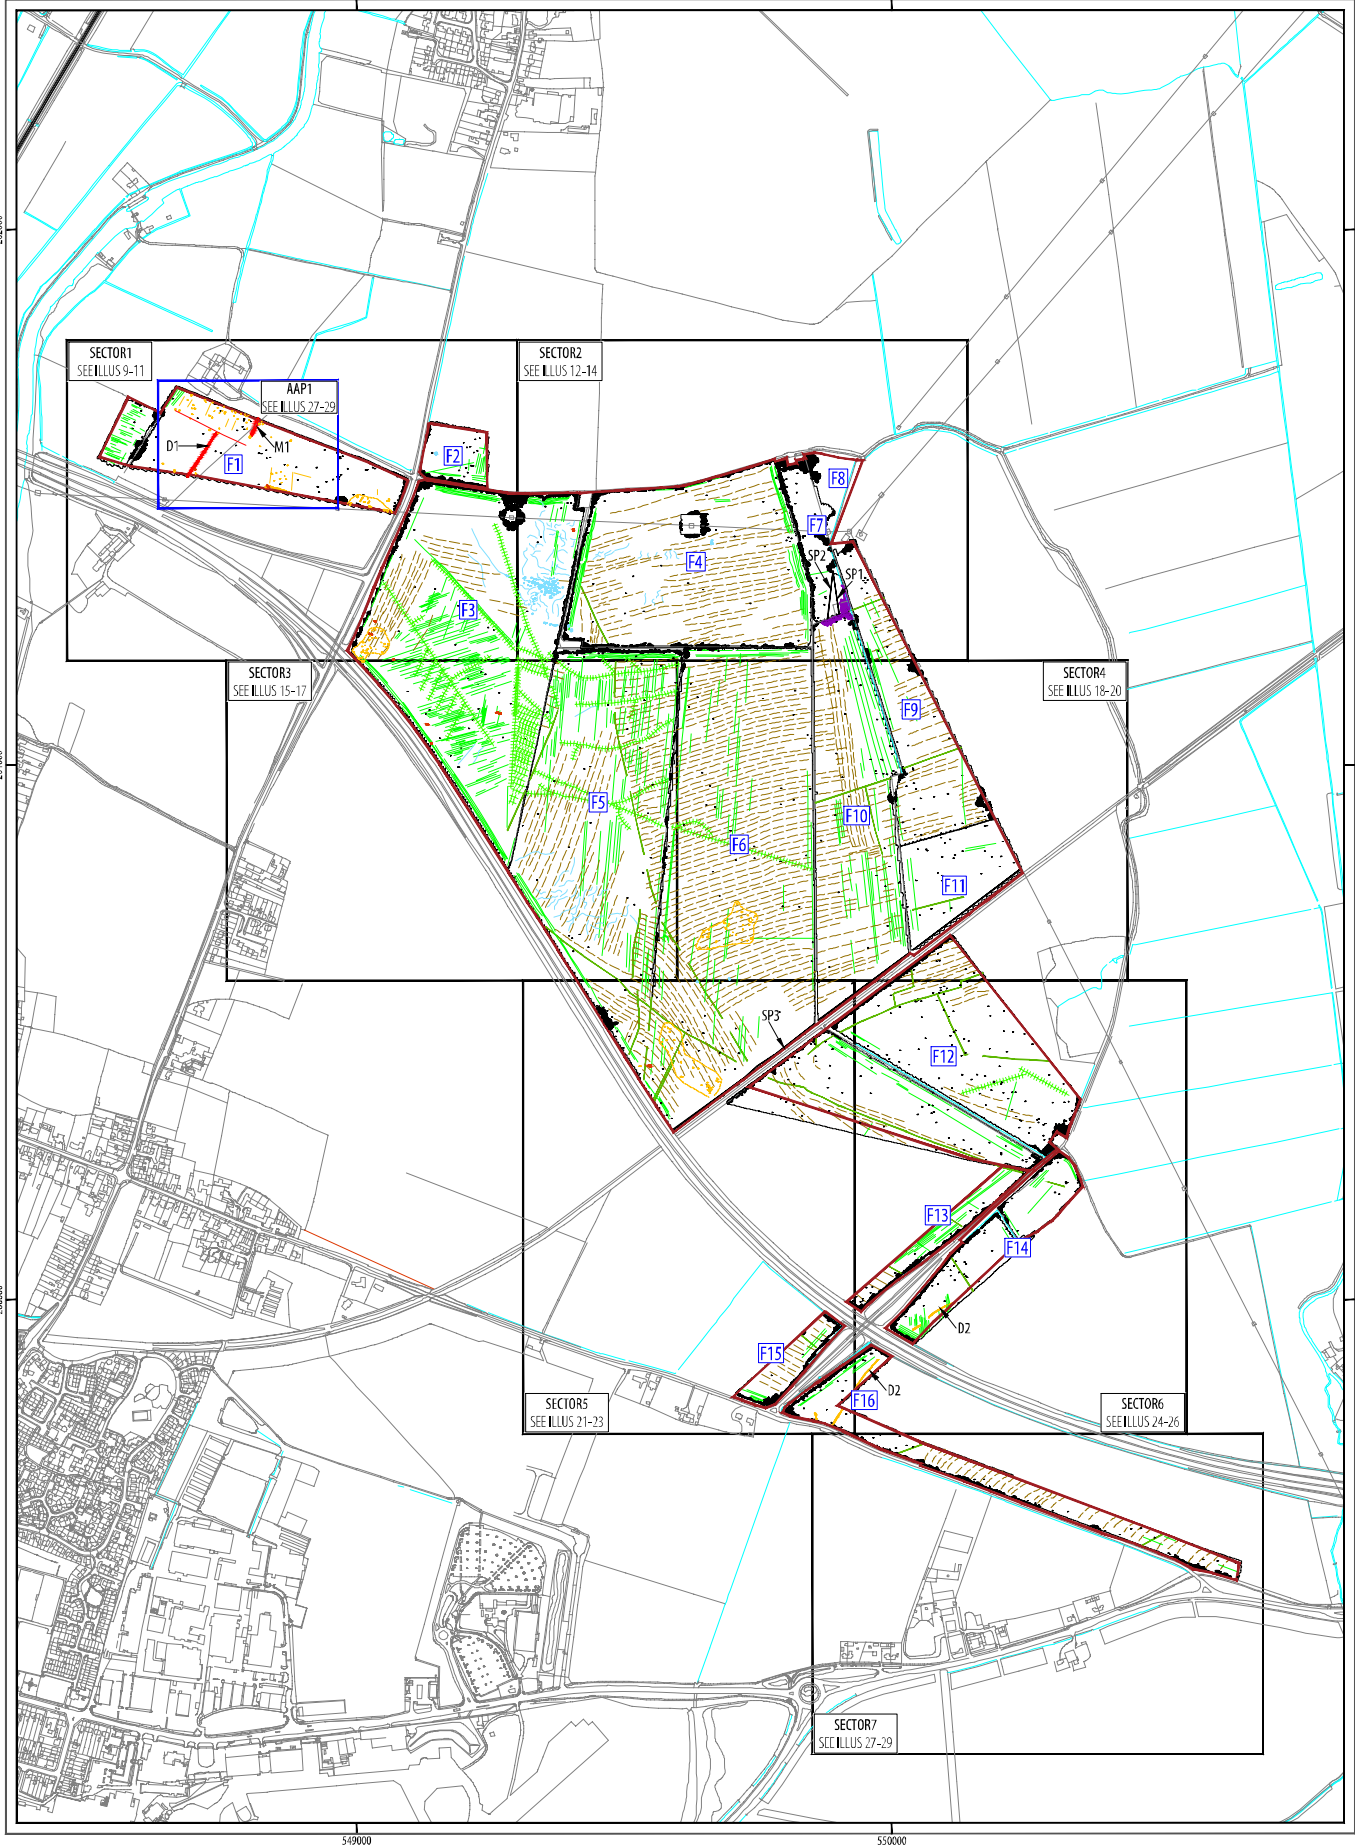 SECTOR1
SEE ILLUS 9-11
SECTOR2
SEE ILLUS 12-14
AAP1
SEE ILLUS 27-29
D1
M1
F1
F2
F8
F7
F4
SP2
SP1
F3
SECTOR3
SEE ILLUS 15-17
SECTOR4
SEE ILLUS 18-20
F9
F5
F10
F6
F11
SP3
F12
F13
F14
D2
F15
D2
F16
SECTOR5
SEE ILLUS 21-23
SECTOR6
SEE ILLUS 24-26
SECTOR7
SEE ILLUS 27-29
549000
550000